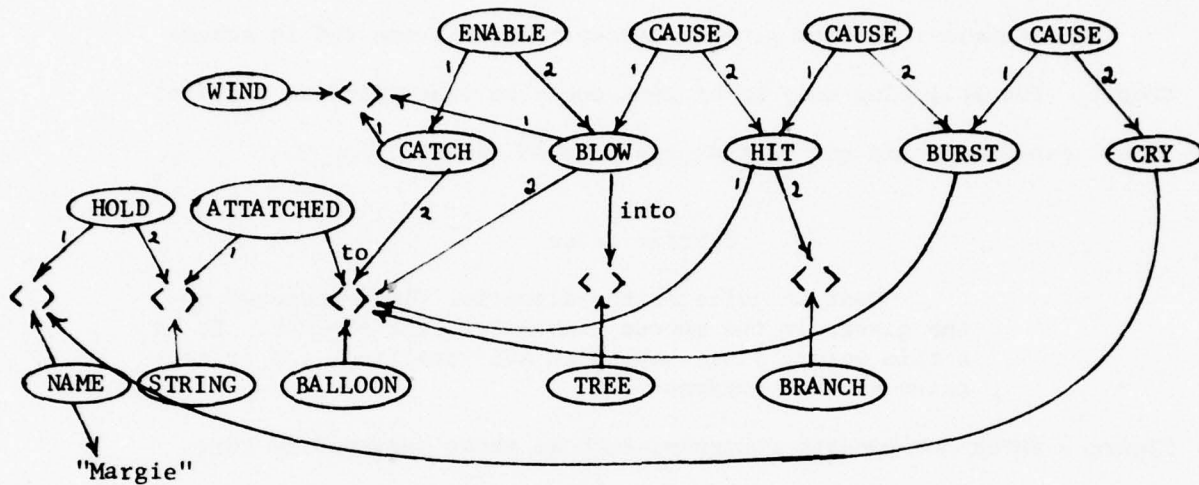 ENABLE CAUSE CAUSE CAUSE
1 2 1 2 1 2 1 2
WIND < >
1 1
CATCH BLOW HIT BURST CRY
2 2 into 1 2
HOLD ATTATCHED
1 2 1 to
< > < > < > < > < >
NAME STRING BALLOON TREE BRANCH
"Margie"